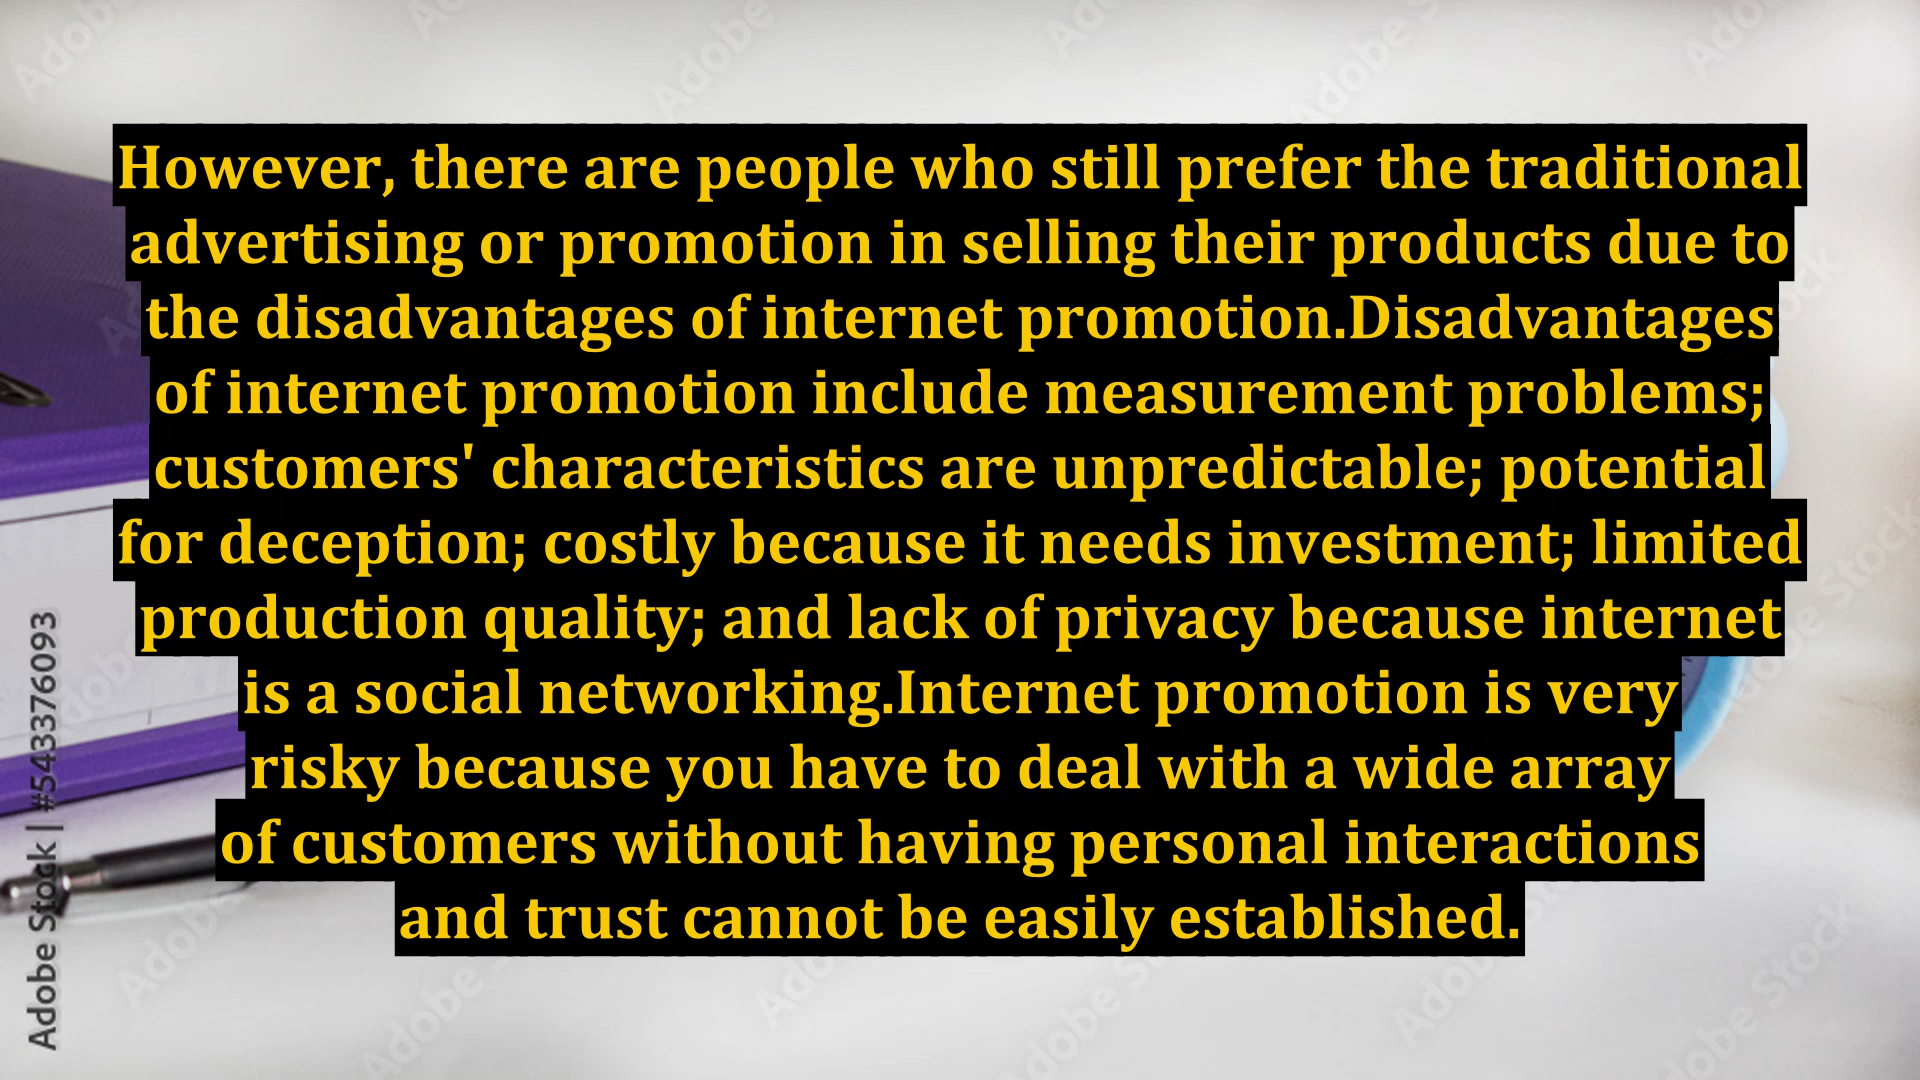 However, there are people who still prefer the traditional
advertising or promotion in selling their products due to
the disadvantages of internet promotion.Disadvantages
of internet promotion include measurement problems;
customers' characteristics are unpredictable; potential
for deception; costly because it needs investment; limited
production quality; and lack of privacy because internet
is a social networking.Internet promotion is very
risky because you have to deal with a wide array
of customers without having personal interactions
and trust cannot be easily established.
Adobe Stock | #543376093